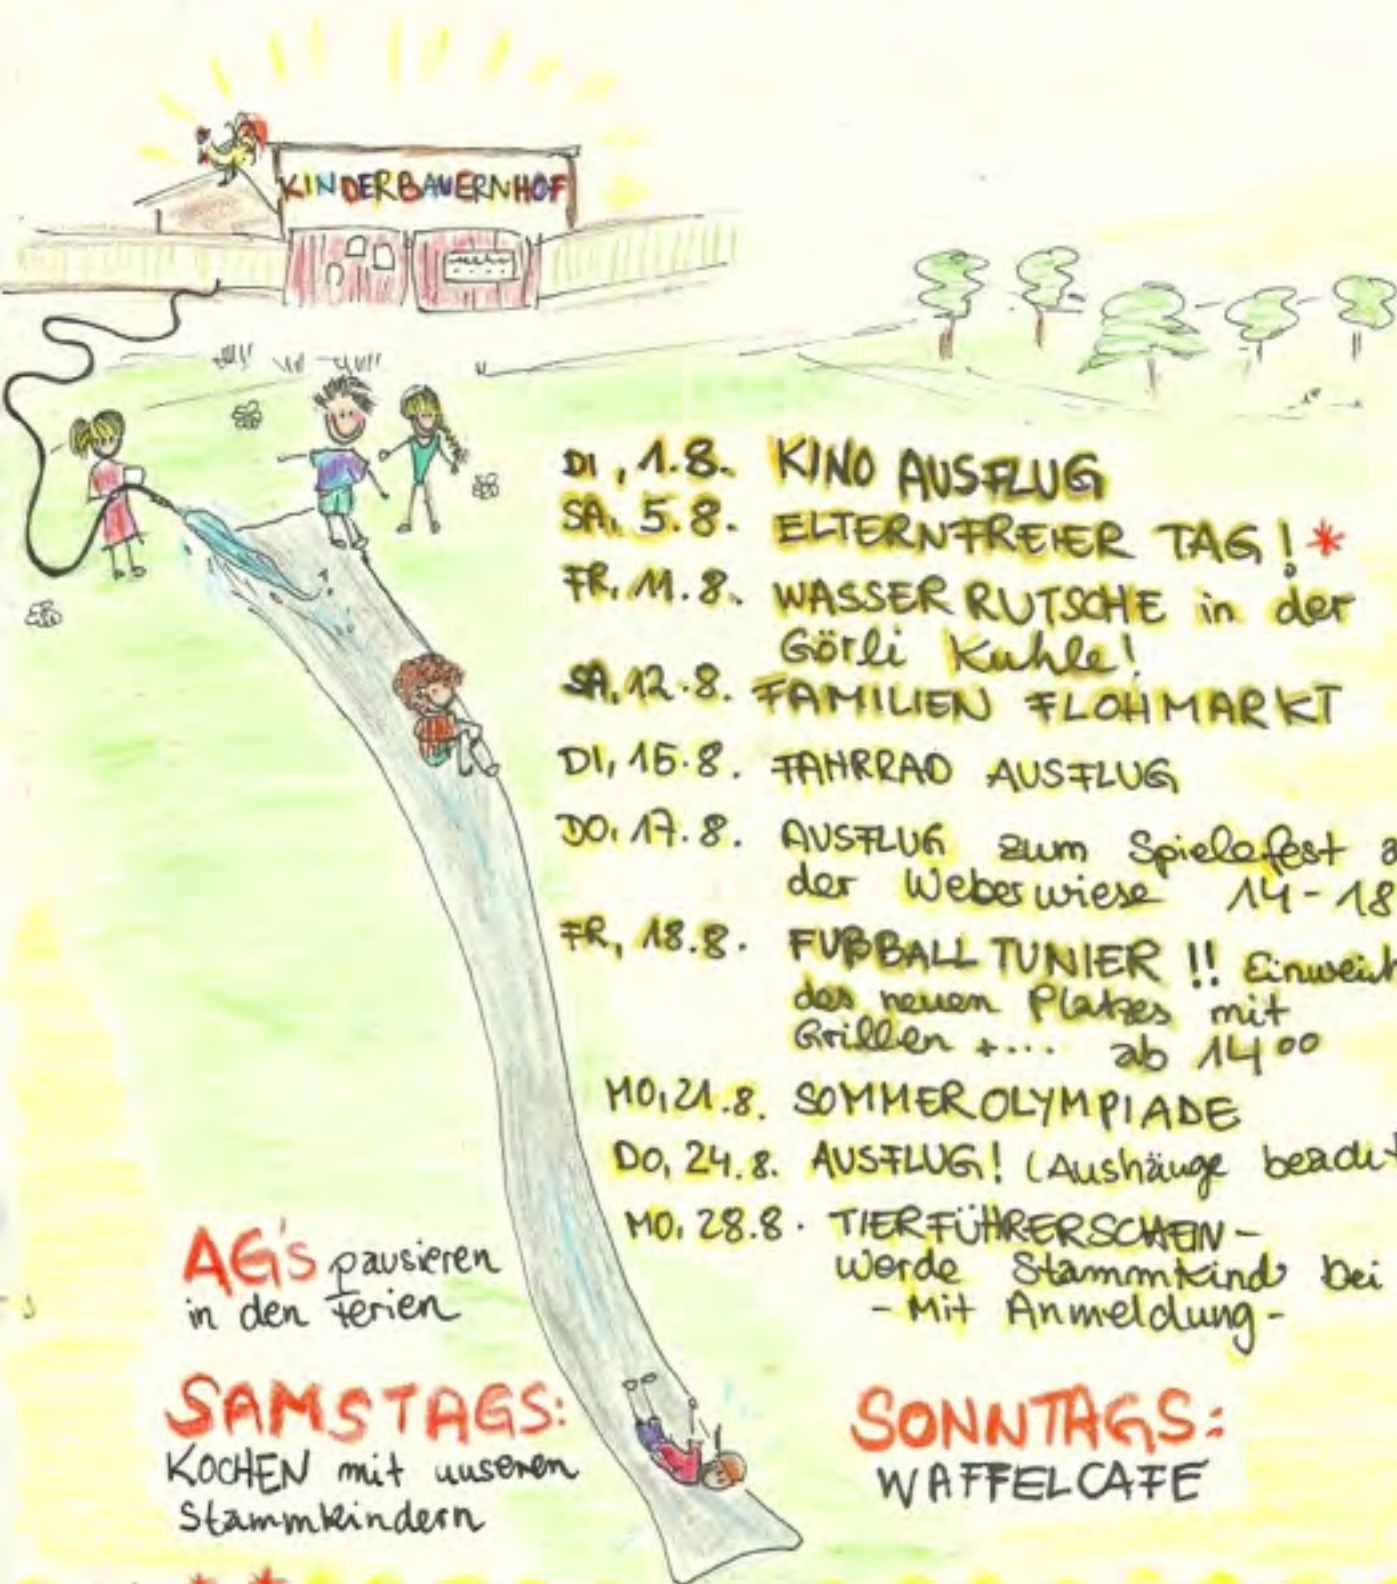 KINDERBAUERNHOF
DI, 1.8. KINO AUSFLUG
SA, 5.8. ELTERNFREIER TAG! *
FR, 11.8. WASSER RUTSCHE in der
Görli Kuhle!
SA, 12.8. FAMILIEN FLOHMARKT
DI, 15.8. FAHRRAD AUSFLUG
DO, 17.8. AUSFLUG zum Spielefest a
der Weberwiese 14-18
FR, 18.8. FUßBALL TUNIER !! Einweih
des neuen Platzes mit
Grillen +... ab 14⁰⁰
MO, 21.8. SOMMER OLYMPIADE
DO, 24.8. AUSFLUG! (Aushänge beacht
MO, 28.8. TIERFÜHRERSCHEIN -
Werde Stammkind bei
- Mit Anmeldung -
AG's pausieren
in den Ferien
SAMSTAGS:
KOCHEN mit unseren
Stammkindern
SONNTAGS:
WAFFELCAFE